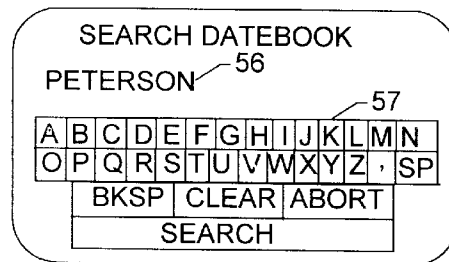 SEARCH DATEBOOK
PETERSON 56
57
A B C D E F G H I J K L M N
O P Q R S T U V W X Y Z , SP
BKSP CLEAR ABORT
SEARCH